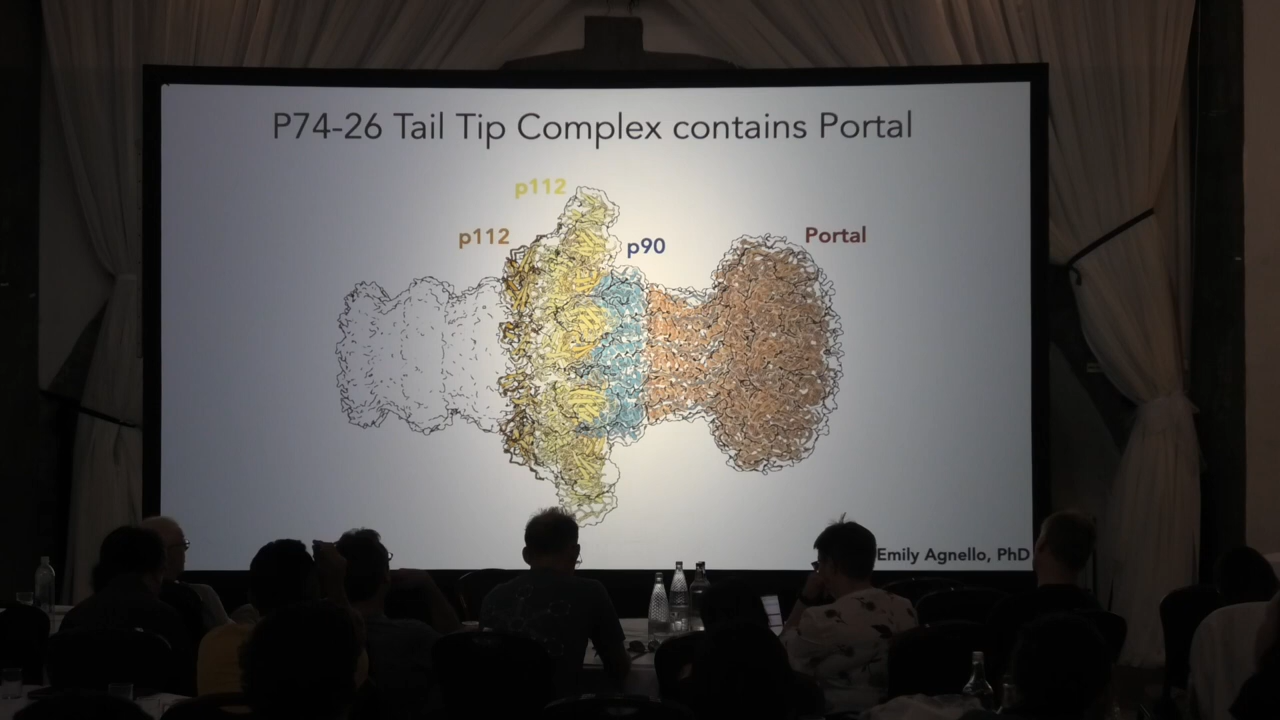 P74-26 Tail Tip Complex contains Portal
p112
p112
p90
Portal
Emily Agnello, PhD